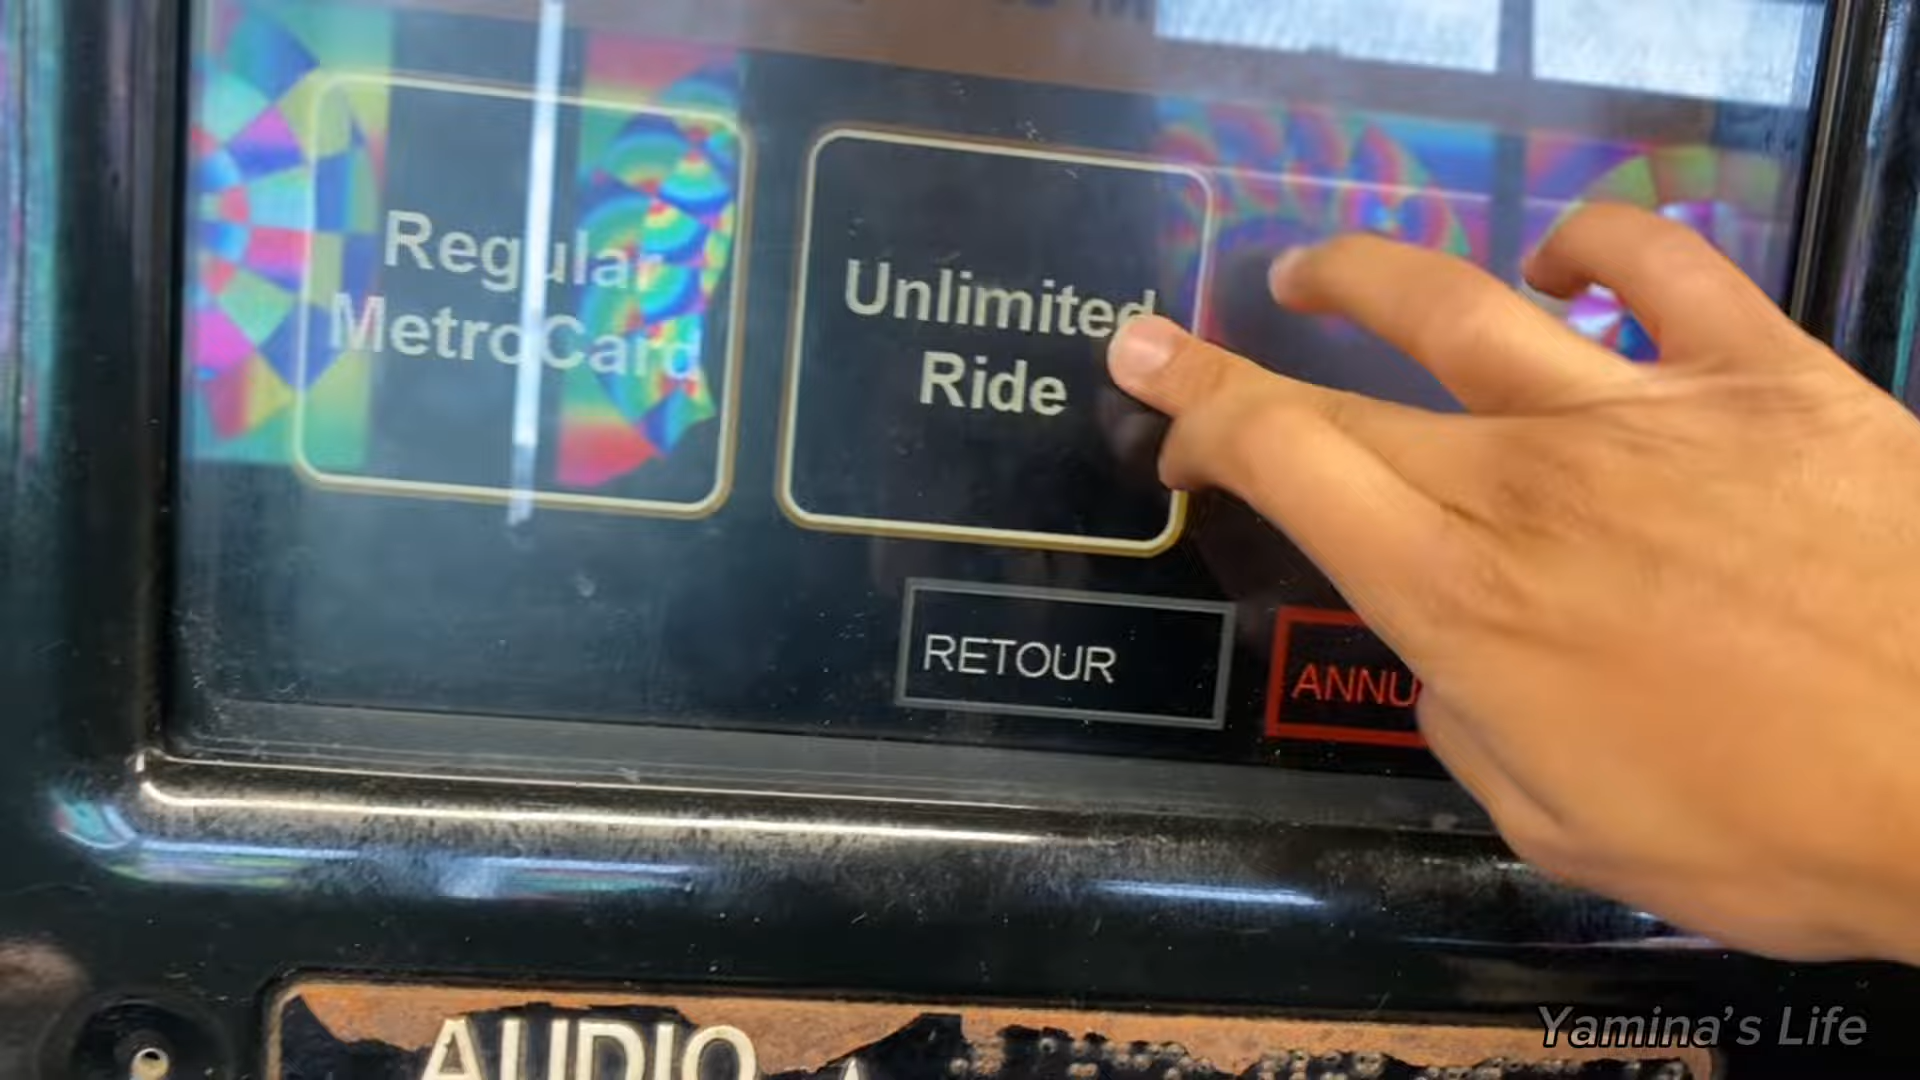 Regular
MetroCard
Unlimited
Ride
RETOUR
ANNU
AUDIO
Yamina's Life